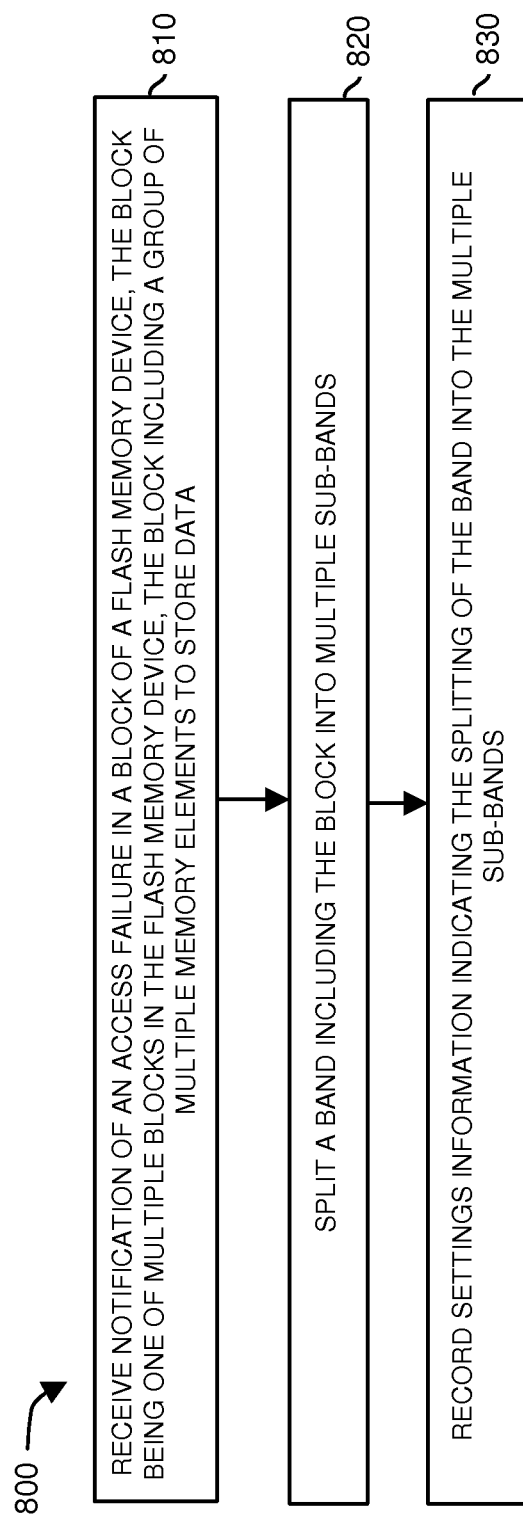 800
RECEIVE NOTIFICATION OF AN ACCESS FAILURE IN A BLOCK OF A FLASH MEMORY DEVICE, THE BLOCK
BEING ONE OF MULTIPLE BLOCKS IN THE FLASH MEMORY DEVICE, THE BLOCK INCLUDING A GROUP OF
MULTIPLE MEMORY ELEMENTS TO STORE DATA
810
SPLIT A BAND INCLUDING THE BLOCK INTO MULTIPLE SUB-BANDS
820
RECORD SETTINGS INFORMATION INDICATING THE SPLITTING OF THE BAND INTO THE MULTIPLE
SUB-BANDS
830